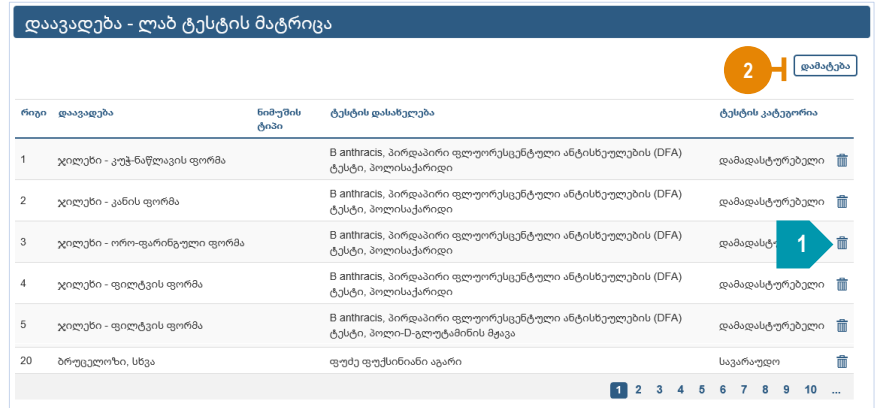 დაავადება - ლაბ ტესტის მატრიცა
2 დამატება
რიგი დაავადება ნიმუშის ტიპი ტესტის დასახელება ტესტის კატეგორია
1 ჯილეხი - კუჭ-ნაწლავის ფორმა B anthracis, პირდაპირი ფლუორესცენტული ანტისხეულების (DFA)
ტესტი, პოლისაქარიდი დამადასტურებელი
2 ჯილეხი - კანის ფორმა B anthracis, პირდაპირი ფლუორესცენტული ანტისხეულების (DFA)
ტესტი, პოლისაქარიდი დამადასტურებელი
3 ჯილეხი - ორო-ფარინგული ფორმა B anthracis, პირდაპირი ფლუორესცენტული ანტისხეულების (DFA)
ტესტი, პოლისაქარიდი 1
4 ჯილეხი - ფილტვის ფორმა B anthracis, პირდაპირი ფლუორესცენტული ანტისხეულების (DFA)
ტესტი, პოლისაქარიდი დამადასტურებელი
5 ჯილეხი - ფილტვის ფორმა B anthracis, პირდაპირი ფლუორესცენტული ანტისხეულების (DFA)
ტესტი, პოლი-D-გლუტამინის მჟავა დამადასტურებელი
20 ბრუცელოზი, სხვა ფუძე ფუქსინიანი აგარი სავარაუდო
1 2 3 4 5 6 7 8 9 10 ...